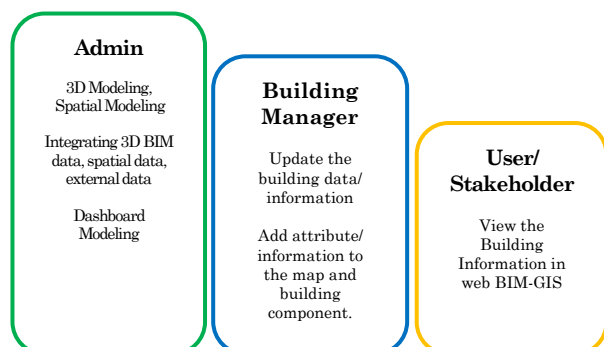 Admin
3D Modeling,
Spatial Modeling
Integrating 3D BIM
data, spatial data,
external data
Dashboard
Modeling
Building
Manager
Update the
building data/
information
Add attribute/
information to
the map and
building
component.
User/
Stakeholder
View the
Building
Information in
web BIM-GIS